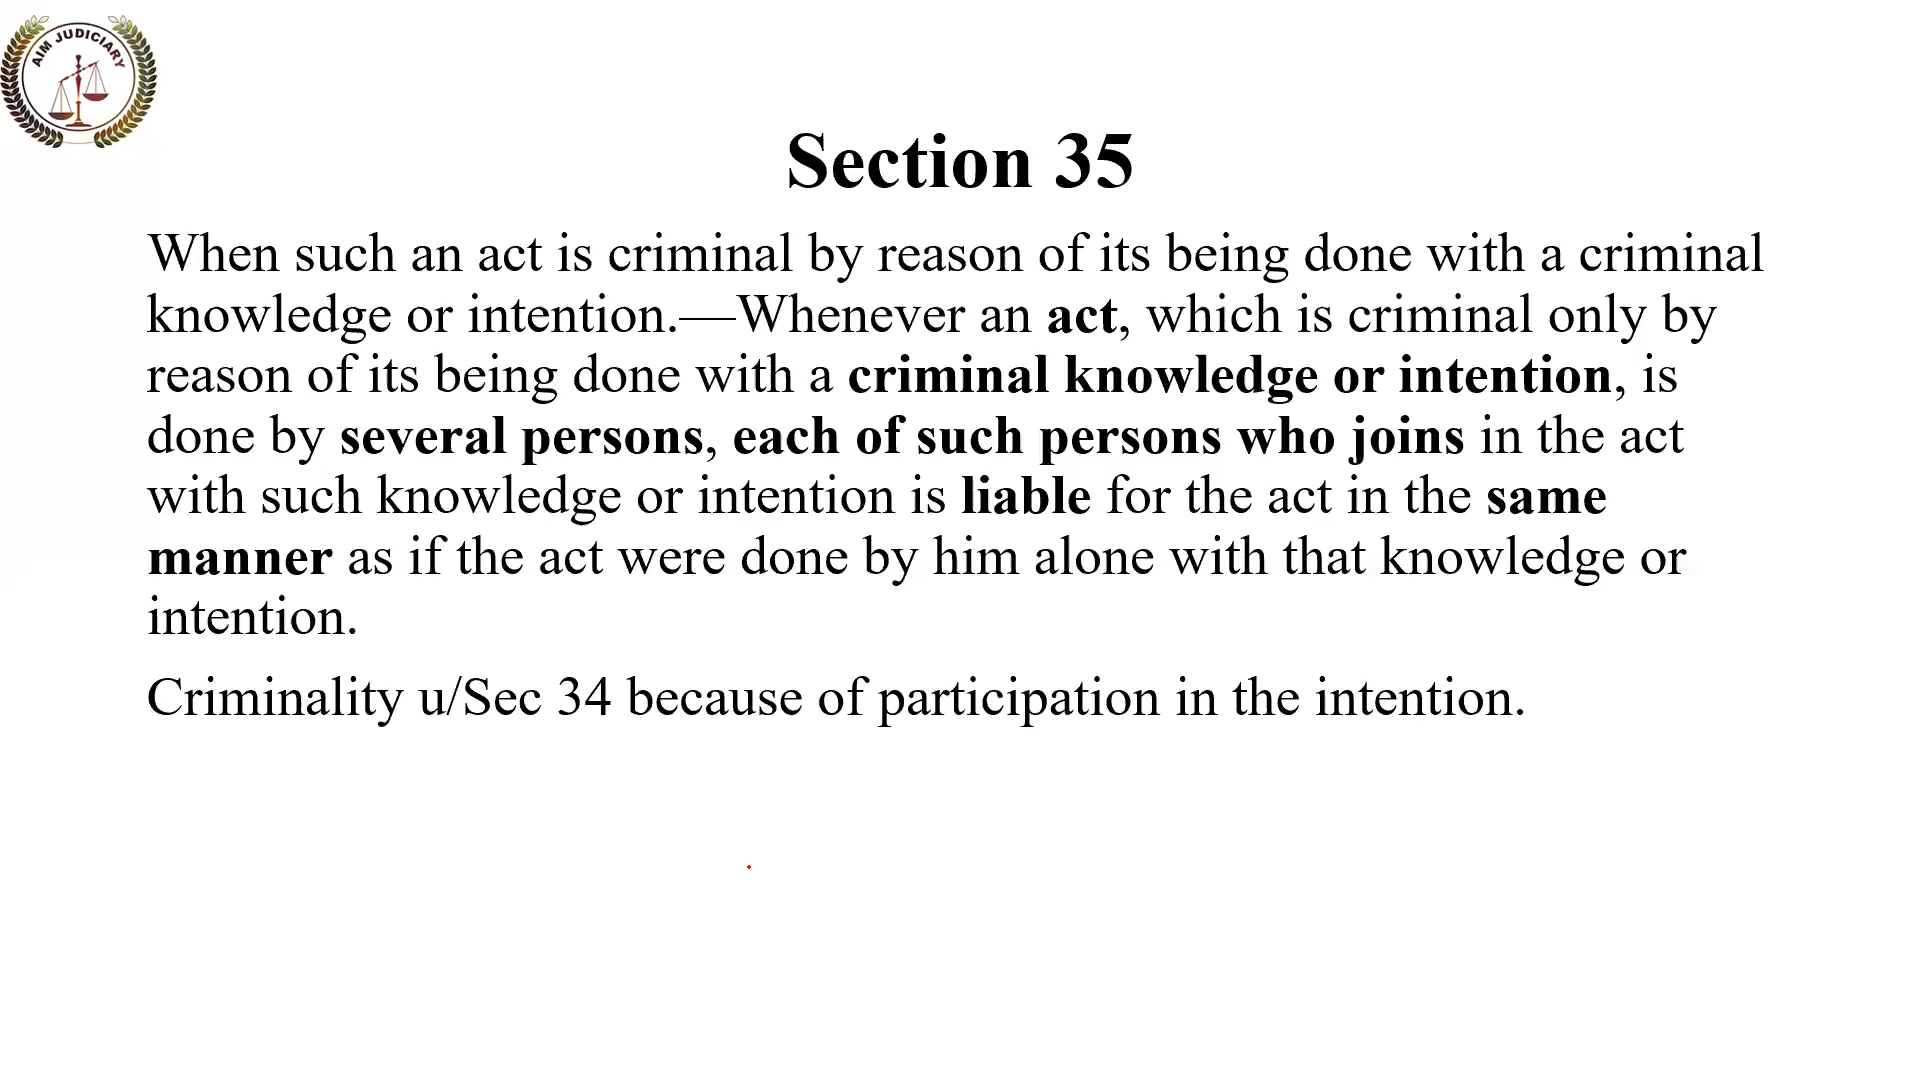 AIM JUDICIARY
Section 35
When such an act is criminal by reason of its being done with a criminal
knowledge or intention.—Whenever an act, which is criminal only by
reason of its being done with a criminal knowledge or intention, is
done by several persons, each of such persons who joins in the act
with such knowledge or intention is liable for the act in the same
manner as if the act were done by him alone with that knowledge or
intention.
Criminality u/Sec 34 because of participation in the intention.